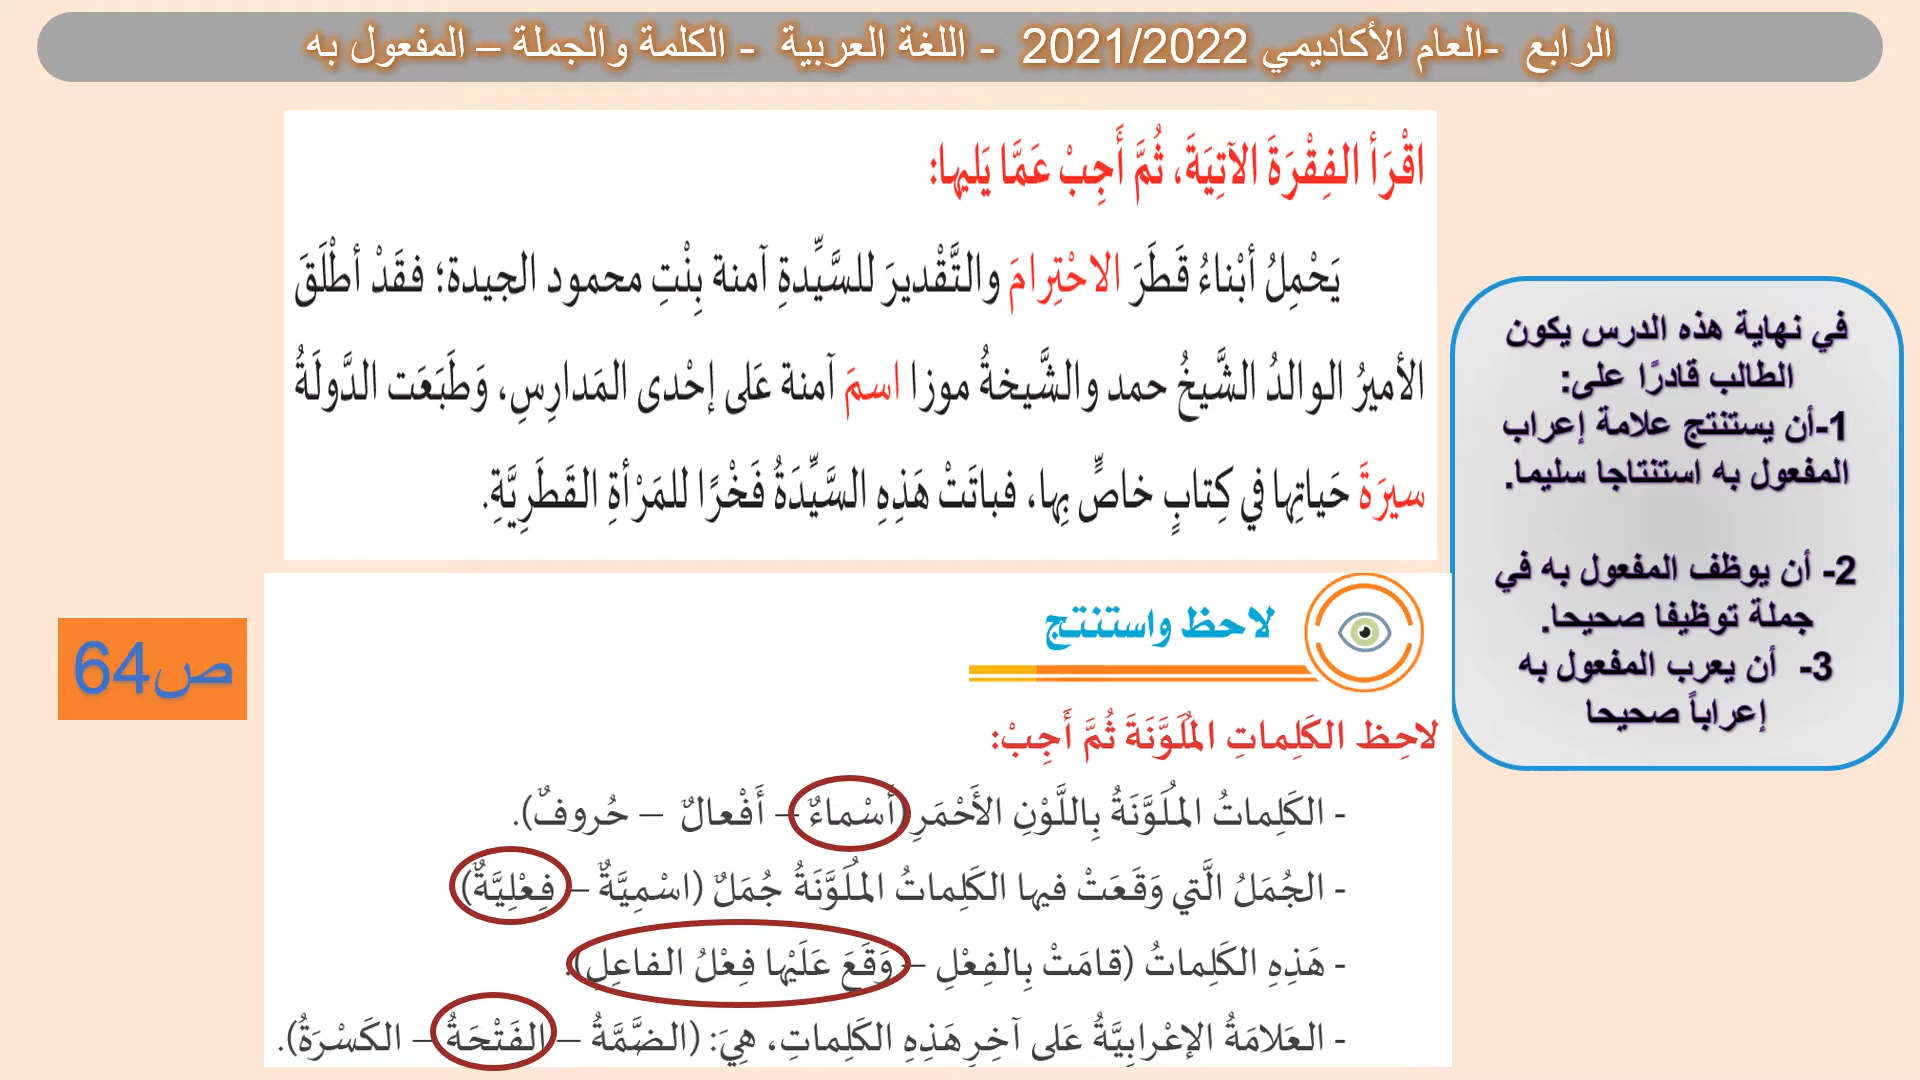 الرابع -العام الأكاديمي 2021/2022 - اللغة العربية - الكلمة والجملة – المفعول به
اقْرَأ الفِقْرَةَ الآتِيَةَ، ثُمَّ أَجِبْ عَمَّا يَليها:
يَحْمِلُ أبْناءُ قَطَرَ الاحْتِرامَ والتَّقْديرَ للسَّيِّدةِ آمنة بِنْتِ محمود الجيدة؛ فقَدْ أطْلَقَ
الأميرُ الوالدُ الشَّيخُ حمد والشَّيخةُ موزا اسمَ آمنة عَلى إحْدى المَدارِسِ، وَطَبَعَت الدَّولَةُ
سيرَةَ حَياتِها في كِتابٍ خاصٍّ بِها، فباتَتْ هَذِهِ السَّيِّدَةُ فَخْرًا للمَرْأةِ القَطَرِيَّةِ.
في نهاية هذه الدرس يكون
الطالب قادرًا على:
1-أن يستنتج علامة إعراب
المفعول به استنتاجا سليما.
2- أن يوظف المفعول به في
جملة توظيفا صحيحا.
3- أن يعرب المفعول به
إعراباً صحيحا
لاحظ واستنتج
ص64
لاحِظ الكَلِماتِ المُلَوَّنَةَ ثُمَّ أَجِبْ:
- الكَلِماتُ المُلَوَّنَةُ بِاللَّوْنِ الأَحْمَرِ (أَسْماءٌ – أَفْعالٌ – حُروفٌ).
- الجُمَلُ الَّتي وَقَعَتْ فيها الكَلِماتُ المُلَوَّنَةُ جُمَلٌ (اسْمِيَّةٌ – فِعْلِيَّةٌ)
- هَذِهِ الكَلِماتُ (قامَتْ بِالفِعْلِ – وَقَعَ عَلَيْها فِعْلُ الفاعِلِ).
- العَلامَةُ الإعْرابِيَّةُ عَلى آخِرِ هَذِهِ الكَلِماتِ، هِيَ: (الضَّمَّةُ – الفَتْحَةُ – الكَسْرَةُ).